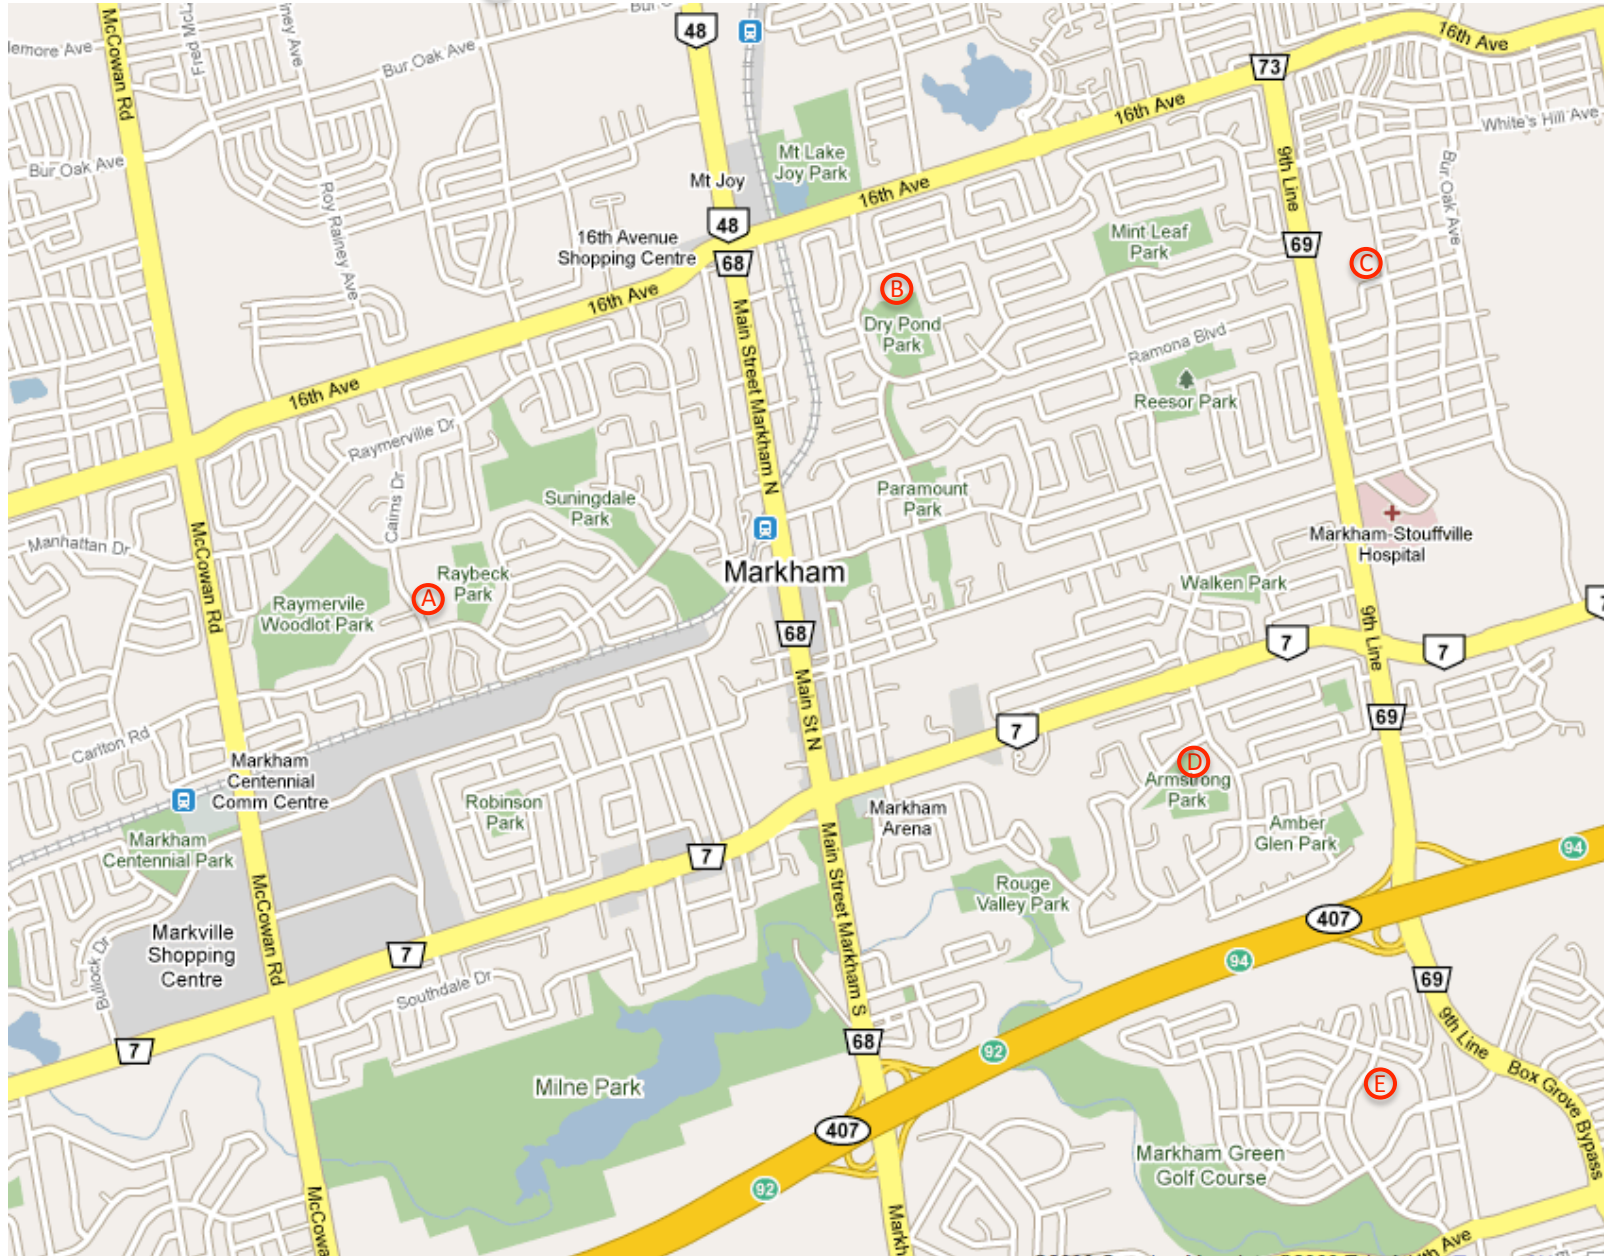 McCowan Rd
Fred McL
Bur Oak Ave
48
16th Ave
73
16th Ave
White's Hill Ave
Bur Oak Ave
Roy Rainey Ave
Mt Joy
Mt Lake
Joy Park
16th Ave
9th Line
Bur Oak Ave
48
68
16th Avenue
Shopping Centre
16th Ave
Mint Leaf
Park
69
C
B
Dry Pond
Park
Main Street Markham N
Ramona Blvd
Reesor Park
16th Ave
Raymerville Dr
Cairns Dr
Suningdale
Park
Paramount
Park
Manhattan Dr
McCowan Rd
Markham-Stouffville
Hospital
Markham
Raybeck
Park
A
Raymerville
Woodlot Park
Walken Park
9th Line
68
7
7
7
Main St N
69
7
Carlton Rd
Markham
Centennial
Comm Centre
D
Armstrong
Park
Robinson
Park
Markham
Arena
Amber
Glen Park
Markham
Centennial Park
7
94
McCowan Rd
Main Street Markham S
Rouge
Valley Park
407
Markville
Shopping
Centre
Bullock Dr
7
94
69
Southdale Dr
9th Line
68
92
7
Milne Park
E
Box Grove Bypass
407
Markham Green
Golf Course
92
McCowa
Markh